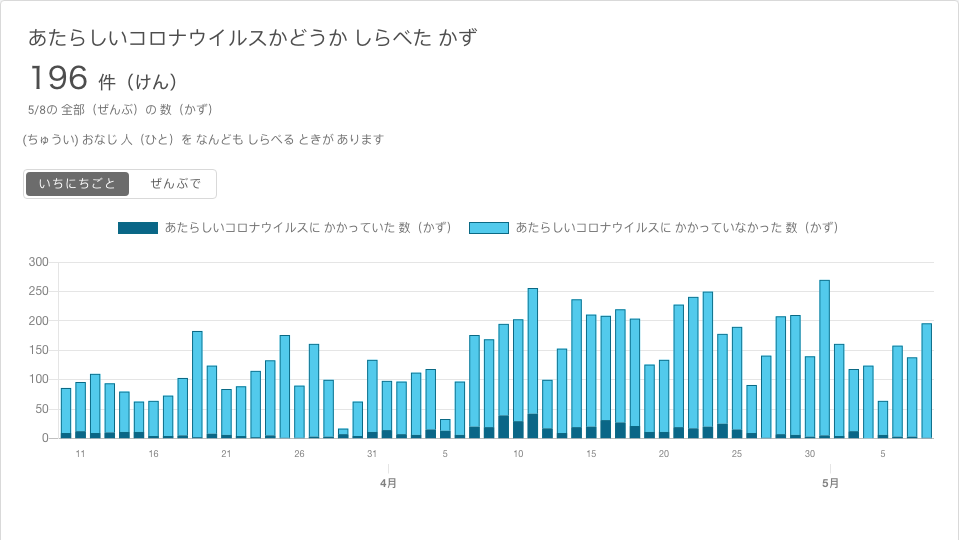 あたらしいコロナウイルスかどうか しらべた かず
196 件（けん）
5/8の 全部（ぜんぶ）の 数（かず）
(ちゅうい) おなじ 人（ひと）を なんども しらべる ときが あります
いちにちごと ぜんぶで
あたらしいコロナウイルスに かかっていた 数（かず） あたらしいコロナウイルスに かかっていなかった 数（かず）
300
250
200
150
100
50
0
11 16 21 26 31 5 10 15 20 25 30 5
4月 5月